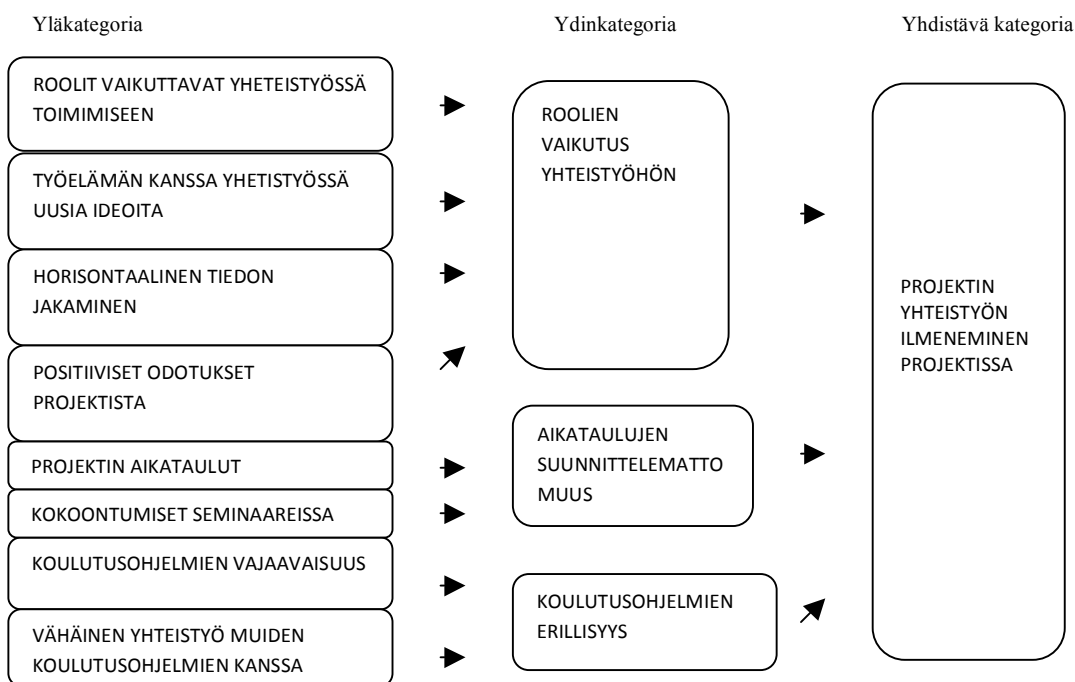 Yläkategoria
Ydinkategoria
Yhdistävä kategoria
ROOLIT VAIKUTTAVAT YHETEISTYÖSSÄ
TOIMIMISEEN
TYÖELÄMÄN KANSSA YHETISTYÖSSÄ
UUSIA IDEOITA
HORISONTAALINEN TIEDON
JAKAMINEN
POSITIIVISET ODOTUKSET
PROJEKTISTA
PROJEKTIN AIKATAULUT
KOKOONTUMISET SEMINAAREISSA
KOULUTUSOHJELMIEN VAJAAVAISUUS
VÄHÄINEN YHTEISTYÖ MUIDEN
KOULUTUSOHJELMIEN KANSSA
ROOLIEN
VAIKUTUS
YHTEISTYÖHÖN
AIKATAULUJEN
SUUNNITTELEMATTO
MUUS
KOULUTUSOHJELMIEN
ERILLISYYS
PROJEKTIN
YHTEISTYÖN
ILMENEMINEN
PROJEKTISSA